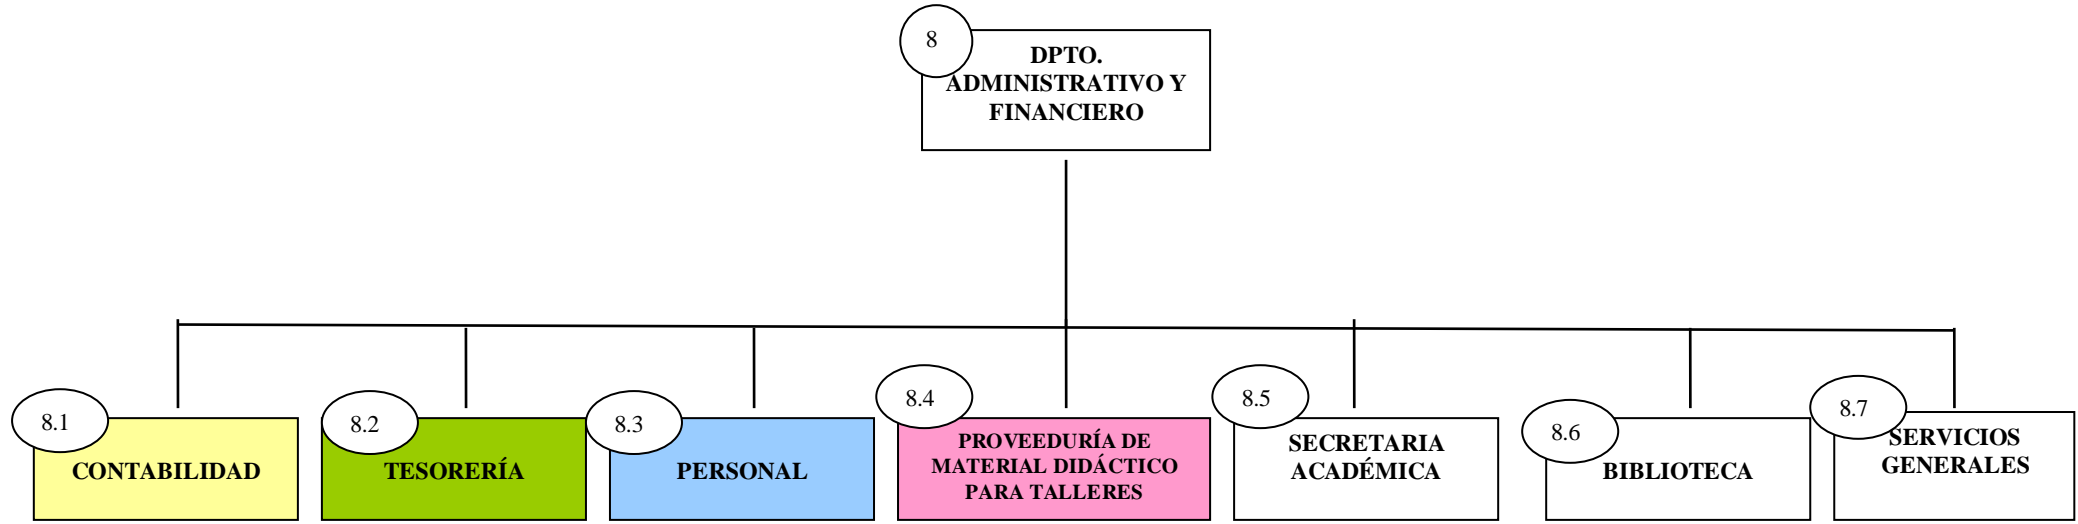 8
DPTO.
ADMINISTRATIVO Y
FINANCIERO
8.1
CONTABILIDAD
8.2
TESORERÍA
8.3
PERSONAL
8.4
PROVEEDURÍA DE
MATERIAL DIDÁCTICO
PARA TALLERES
8.5
SECRETARIA
ACADÉMICA
8.6
BIBLIOTECA
8.7
SERVICIOS
GENERALES